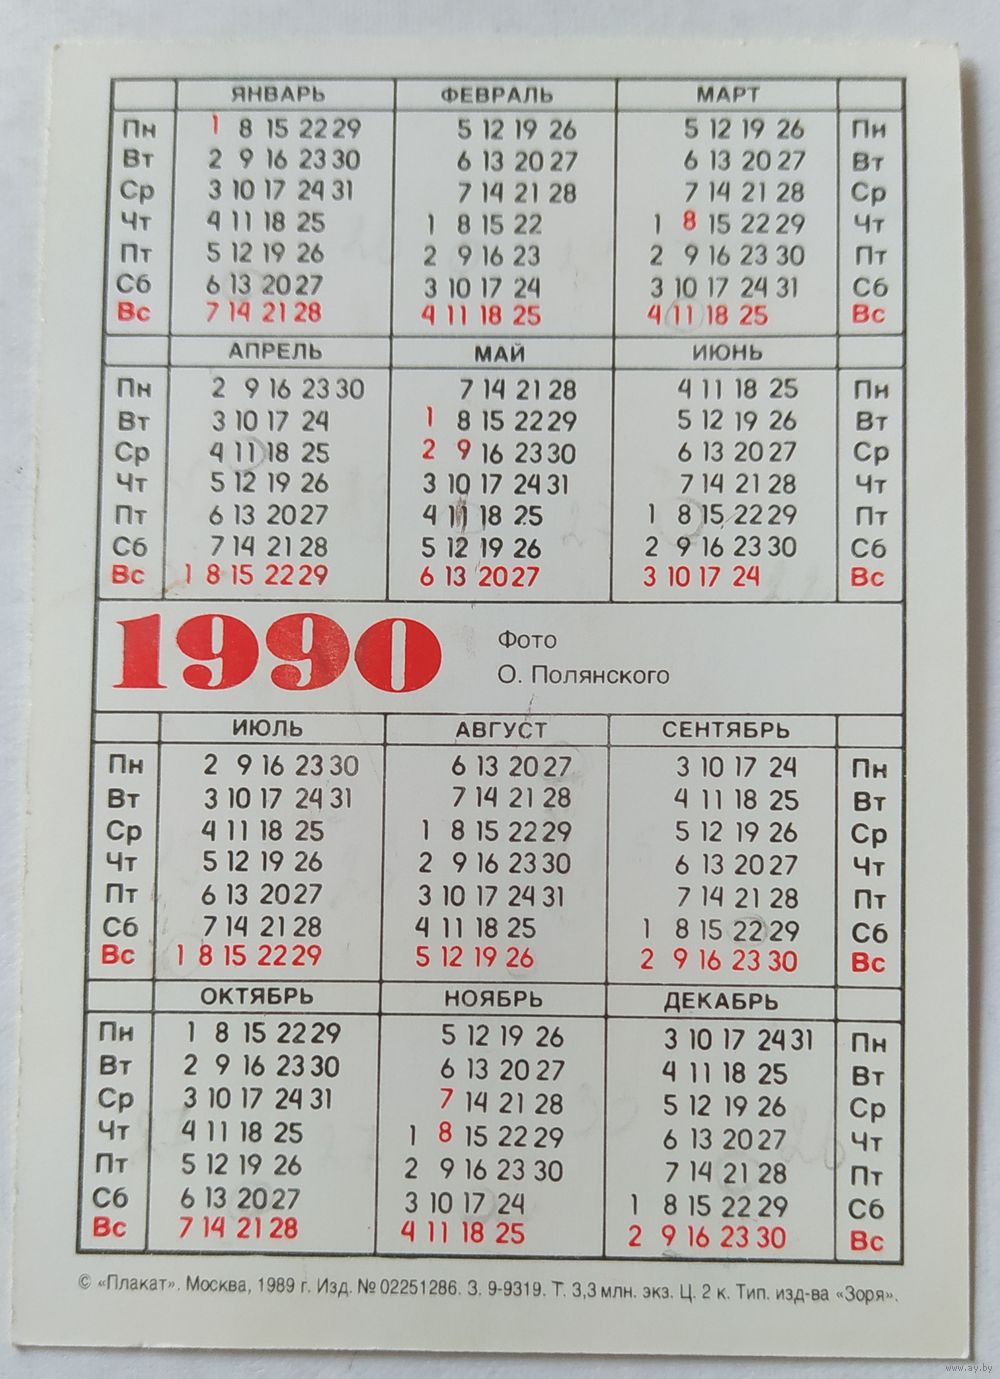 ЯНВАРЬ ФЕВРАЛЬ МАРТ
Пн 1 8 15 22 29 5 12 19 26 5 12 19 26 Пн
Вт 2 9 16 23 30 6 13 20 27 6 13 20 27 Вт
Ср 3 10 17 24 31 7 14 21 28 7 14 21 28 Ср
Чт 4 11 18 25 1 8 15 22 1 8 15 22 29 Чт
Пт 5 12 19 26 2 9 16 23 2 9 16 23 30 Пт
Сб 6 13 20 27 3 10 17 24 3 10 17 24 31 Сб
Вс 7 14 21 28 4 11 18 25 4 11 18 25 Вс
АПРЕЛЬ МАЙ ИЮНЬ
Пн 2 9 16 23 30 7 14 21 28 4 11 18 25 Пн
Вт 3 10 17 24 1 8 15 22 29 5 12 19 26 Вт
Ср 4 11 18 25 2 9 16 23 30 6 13 20 27 Ср
Чт 5 12 19 26 3 10 17 24 31 7 14 21 28 Чт
Пт 6 13 20 27 4 11 18 25 1 8 15 22 29 Пт
Сб 7 14 21 28 5 12 19 26 2 9 16 23 30 Сб
Вс 1 8 15 22 29 6 13 20 27 3 10 17 24 Вс
1990
Фото
О. Полянского
ИЮЛЬ АВГУСТ СЕНТЯБРЬ
Пн 2 9 16 23 30 6 13 20 27 3 10 17 24 Пн
Вт 3 10 17 24 31 7 14 21 28 4 11 18 25 Вт
Ср 4 11 18 25 1 8 15 22 29 5 12 19 26 Ср
Чт 5 12 19 26 2 9 16 23 30 6 13 20 27 Чт
Пт 6 13 20 27 3 10 17 24 31 7 14 21 28 Пт
Сб 7 14 21 28 4 11 18 25 1 8 15 22 29 Сб
Вс 1 8 15 22 29 5 12 19 26 2 9 16 23 30 Вс
ОКТЯБРЬ НОЯБРЬ ДЕКАБРЬ
Пн 1 8 15 22 29 5 12 19 26 3 10 17 24 31 Пн
Вт 2 9 16 23 30 6 13 20 27 4 11 18 25 Вт
Ср 3 10 17 24 31 7 14 21 28 5 12 19 26 Ср
Чт 4 11 18 25 1 8 15 22 29 6 13 20 27 Чт
Пт 5 12 19 26 2 9 16 23 30 7 14 21 28 Пт
Сб 6 13 20 27 3 10 17 24 1 8 15 22 29 Сб
Вс 7 14 21 28 4 11 18 25 2 9 16 23 30 Вс
© «Плакат». Москва, 1989 г. Изд. № 02251286. З. 9-9319. Т. 3,3 млн. экз. Ц. 2 к. Тип. изд-ва «Зоря».
www.ay.by